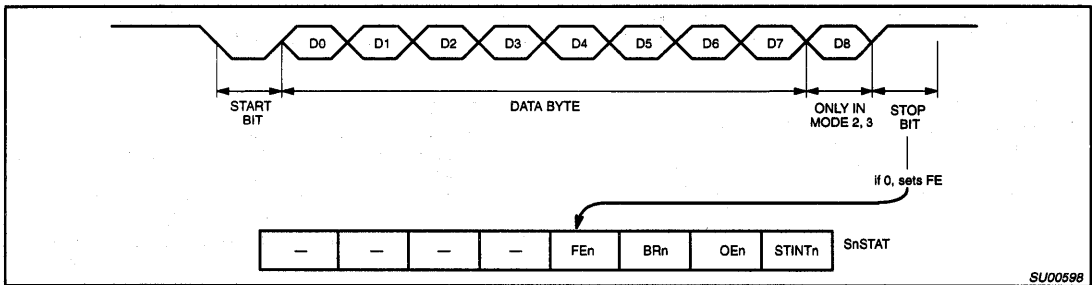 D0 D1 D2 D3 D4 D5 D6 D7 D8
START
BIT
DATA BYTE
ONLY IN
MODE 2, 3
STOP
BIT
if 0, sets FE
— — — — FEn BRn OEn STINTn SnSTAT
SU00598